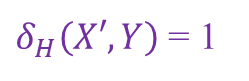 δ_H(X′, Y) = 1